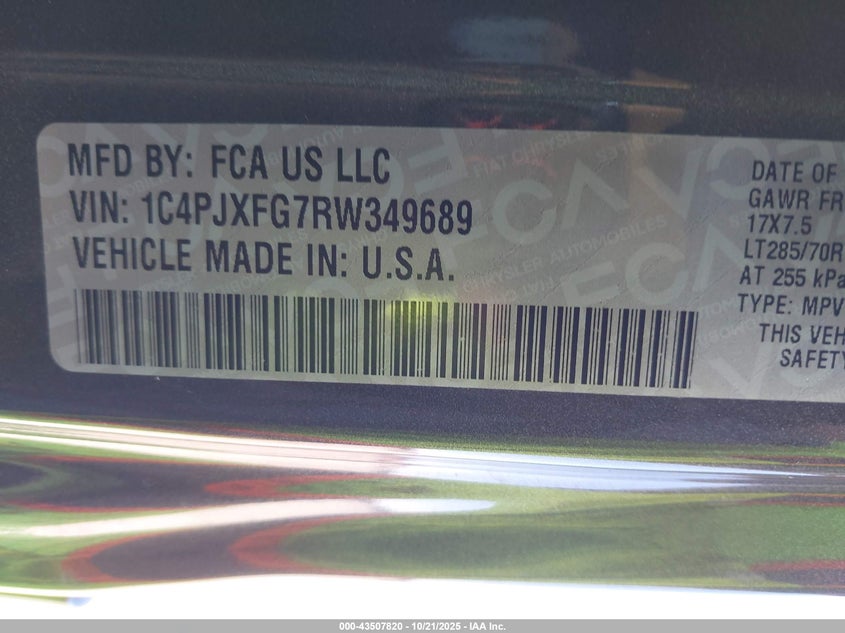 MFD BY: FCA US LLC
VIN: 1C4PJXFG7RW349689
VEHICLE MADE IN: U.S.A.
DATE OF
GAWR FR
17X7.5
LT285/70R
AT 255 kPa
TYPE: MPV
THIS VEH
SAFETY
000-43507820 - 10/21/2025 - IAA Inc.